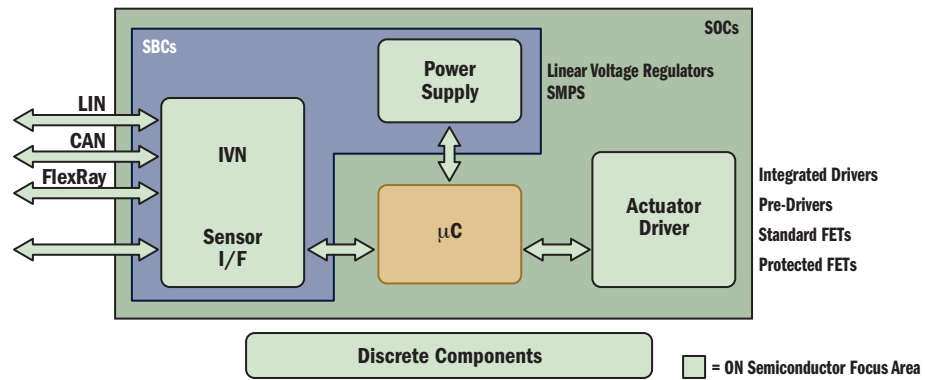 SOCs
SBCs
Power
Supply
Linear Voltage Regulators
SMPS
LIN
CAN
FlexRay
IVN
Sensor
I/F
μC
Actuator
Driver
Integrated Drivers
Pre-Drivers
Standard FETs
Protected FETs
Discrete Components
= ON Semiconductor Focus Area